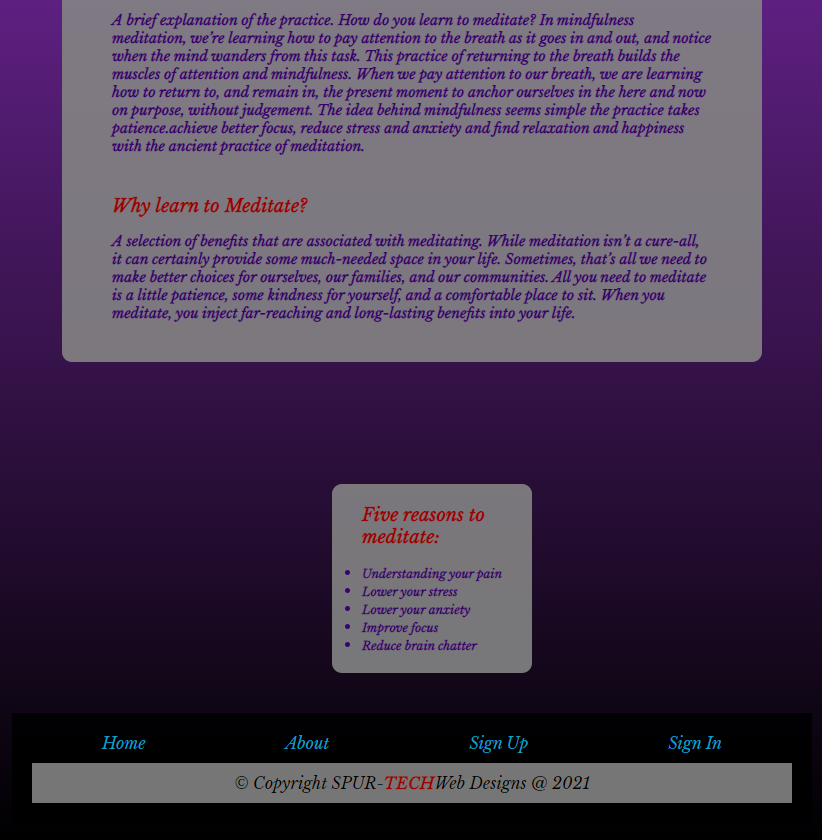 A brief explanation of the practice. How do you learn to meditate? In mindfulness
meditation, we're learning how to pay attention to the breath as it goes in and out, and notice
when the mind wanders from this task. This practice of returning to the breath builds the
muscles of attention and mindfulness. When we pay attention to our breath, we are learning
how to return to, and remain in, the present moment to anchor ourselves in the here and now
on purpose, without judgement. The idea behind mindfulness seems simple the practice takes
patience.achieve better focus, reduce stress and anxiety and find relaxation and happiness
with the ancient practice of meditation.
Why learn to Meditate?
A selection of benefits that are associated with meditating. While meditation isn't a cure-all,
it can certainly provide some much-needed space in your life. Sometimes, that's all we need to
make better choices for ourselves, our families, and our communities. All you need to meditate
is a little patience, some kindness for yourself, and a comfortable place to sit. When you
meditate, you inject far-reaching and long-lasting benefits into your life.
Five reasons to
meditate:
• Understanding your pain
• Lower your stress
• Lower your anxiety
• Improve focus
• Reduce brain chatter
Home About Sign Up Sign In
© Copyright SPUR-TECHWeb Designs @ 2021